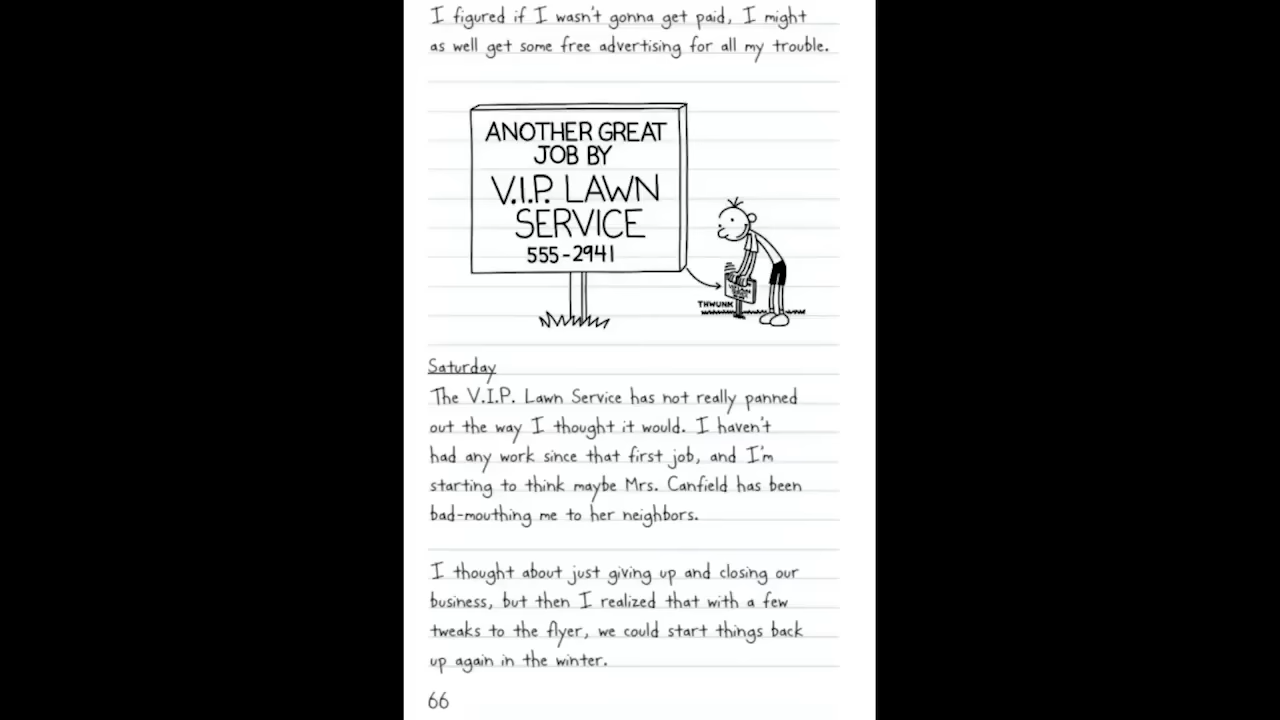 I figured if I wasn't gonna get paid, I might
as well get some free advertising for all my trouble.
ANOTHER GREAT
JOB BY
V.I.P. LAWN
SERVICE
555-2941
THWUNK
Saturday
The V.I.P. Lawn Service has not really panned
out the way I thought it would. I haven't
had any work since that first job, and I'm
starting to think maybe Mrs. Canfield has been
bad-mouthing me to her neighbors.
I thought about just giving up and closing our
business, but then I realized that with a few
tweaks to the flyer, we could start things back
up again in the winter.
66